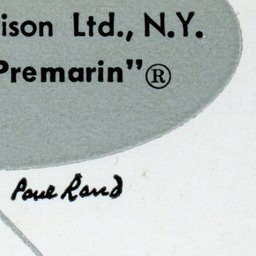 ison Ltd., N.Y.
Premarin”®
Paul Rand